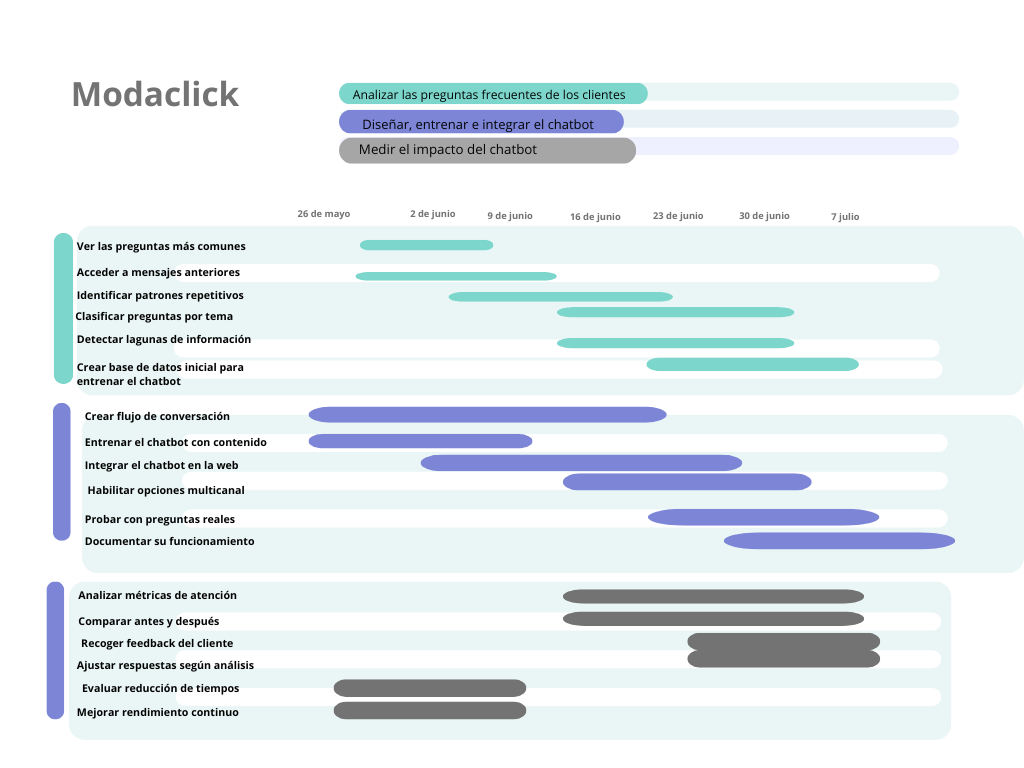 Modaclick
Analizar las preguntas frecuentes de los clientes
Diseñar, entrenar e integrar el chatbot
Medir el impacto del chatbot
26 de mayo
2 de junio
9 de junio
16 de junio
23 de junio
30 de junio
7 julio
Ver las preguntas más comunes
Acceder a mensajes anteriores
Identificar patrones repetitivos
Clasificar preguntas por tema
Detectar lagunas de información
Crear base de datos inicial para
entrenar el chatbot
Crear flujo de conversación
Entrenar el chatbot con contenido
Integrar el chatbot en la web
Habilitar opciones multicanal
Probar con preguntas reales
Documentar su funcionamiento
Analizar métricas de atención
Comparar antes y después
Recoger feedback del cliente
Ajustar respuestas según análisis
Evaluar reducción de tiempos
Mejorar rendimiento continuo